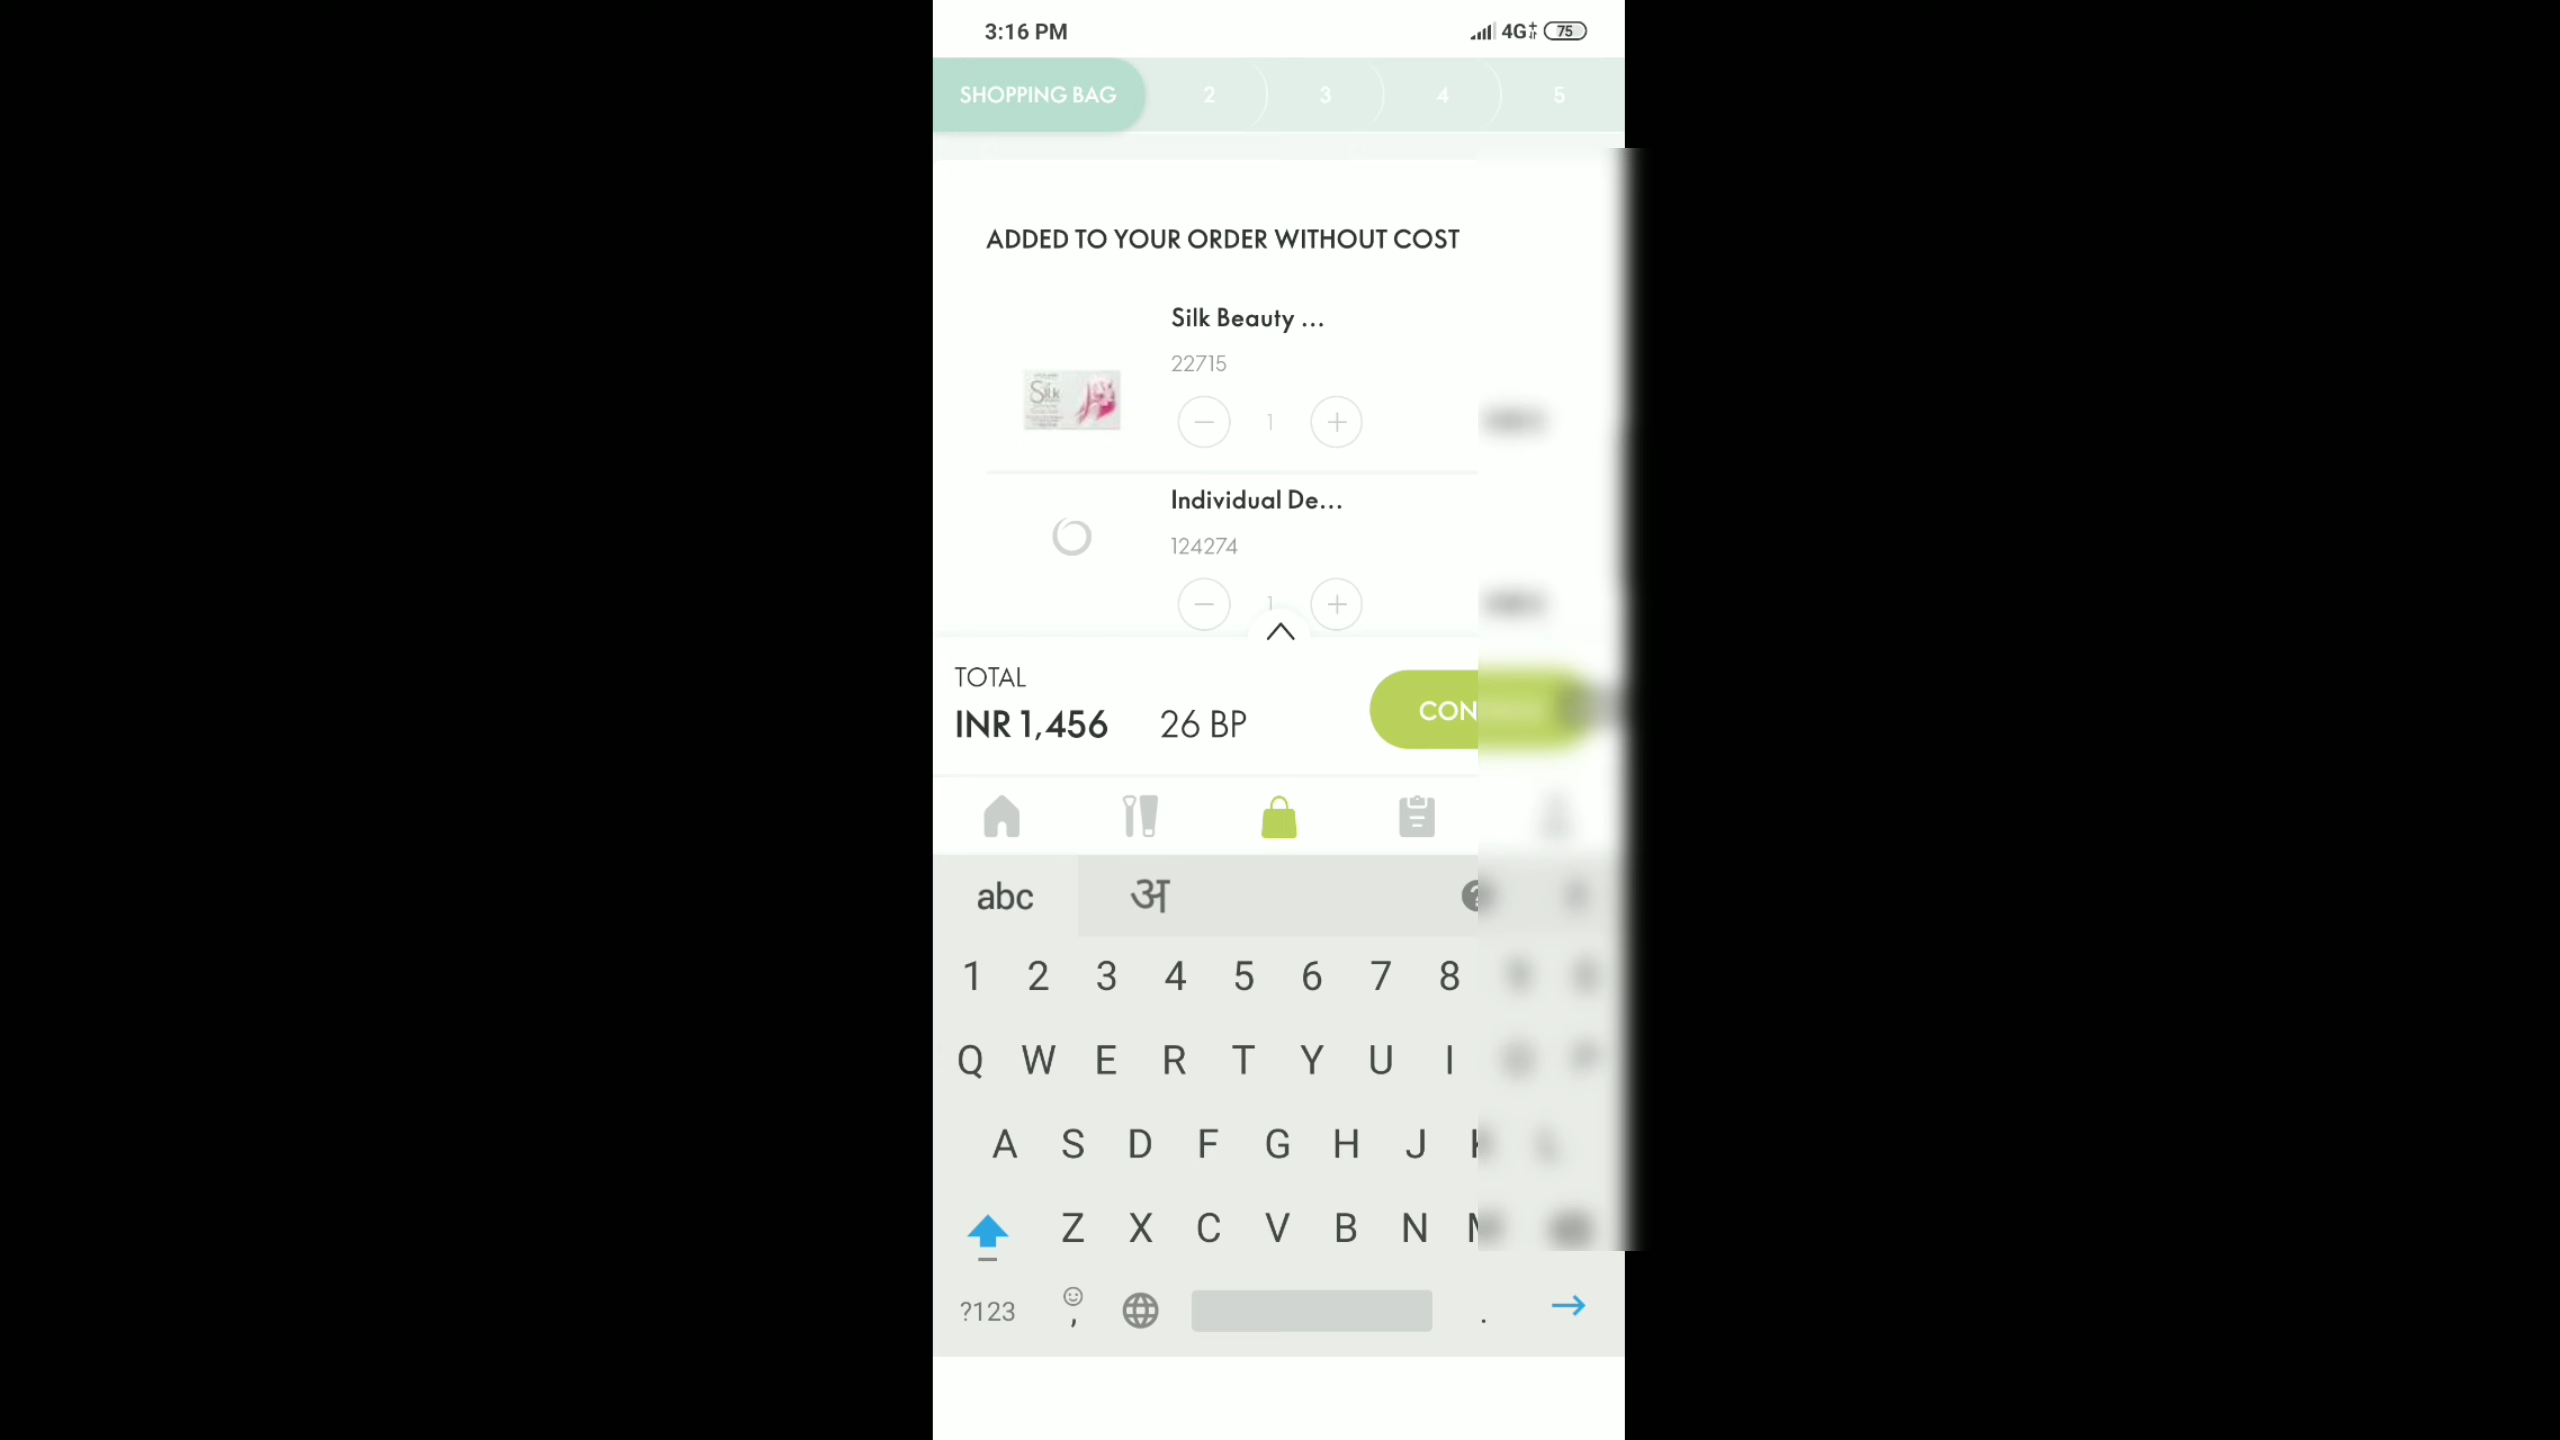 3:16 PM
4G+
75
SHOPPING BAG
2
3
4
5
ADDED TO YOUR ORDER WITHOUT COST
Silk Beauty ...
22715
Silk
1
Individual De...
124274
1
TOTAL
INR 1,456
26 BP
CON
abc
अ
?
1 2 3 4 5 6 7 8
Q W E R T Y U I
A S D F G H J K
Z X C V B N M
?123
,
.